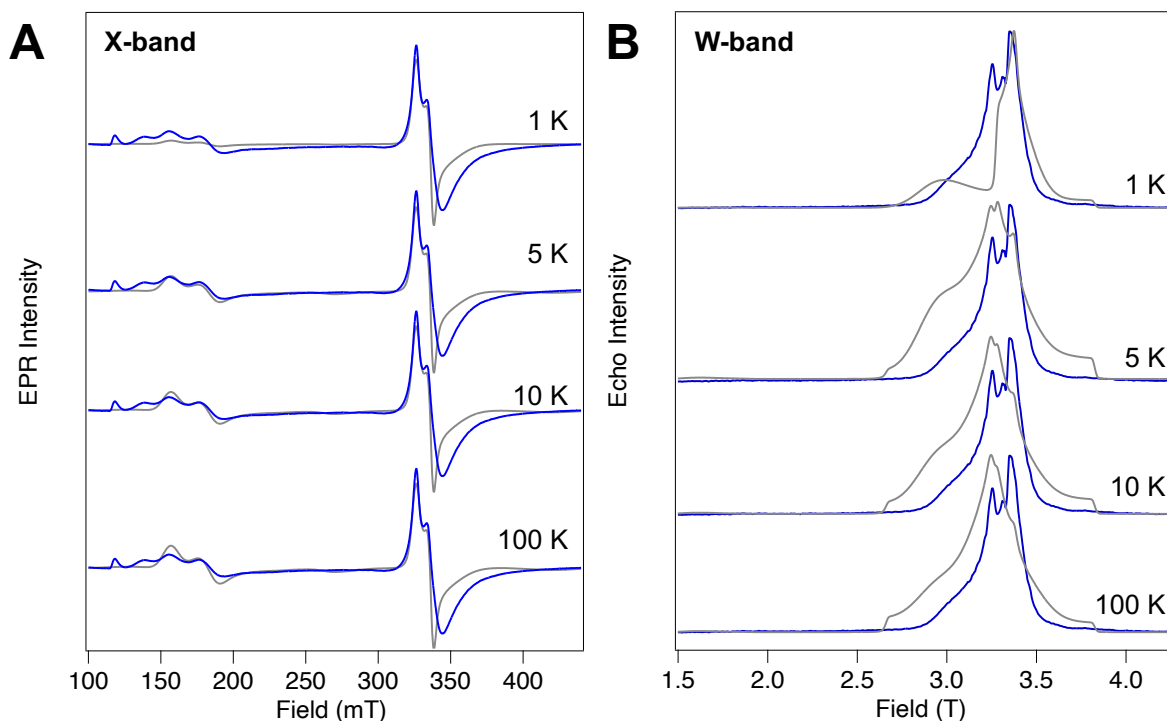 A
X-band
1 K
5 K
10 K
100 K
EPR Intensity
100 150 200 250 300 350 400
Field (mT)
B
W-band
1 K
5 K
10 K
100 K
Echo Intensity
1.5 2.0 2.5 3.0 3.5 4.0
Field (T)